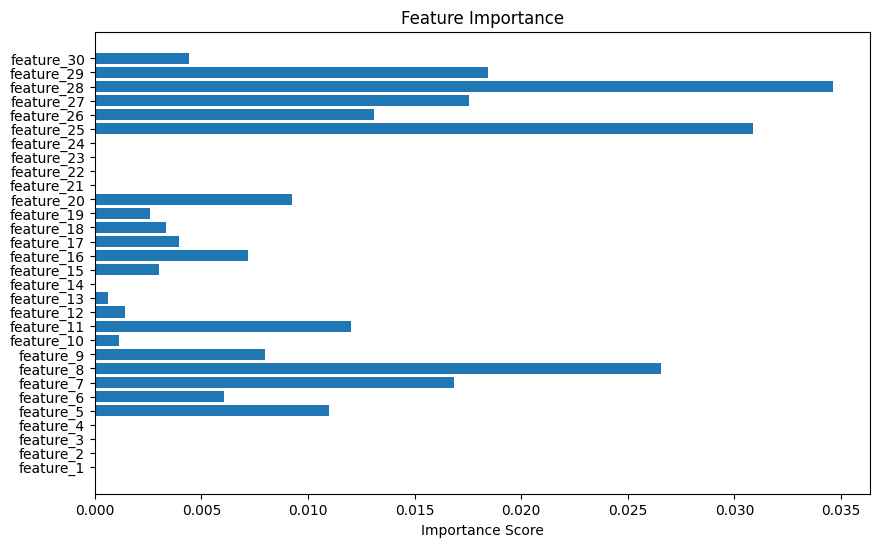 Feature Importance
feature_30
feature_29
feature_28
feature_27
feature_26
feature_25
feature_24
feature_23
feature_22
feature_21
feature_20
feature_19
feature_18
feature_17
feature_16
feature_15
feature_14
feature_13
feature_12
feature_11
feature_10
feature_9
feature_8
feature_7
feature_6
feature_5
feature_4
feature_3
feature_2
feature_1
0.000 0.005 0.010 0.015 0.020 0.025 0.030 0.035
Importance Score